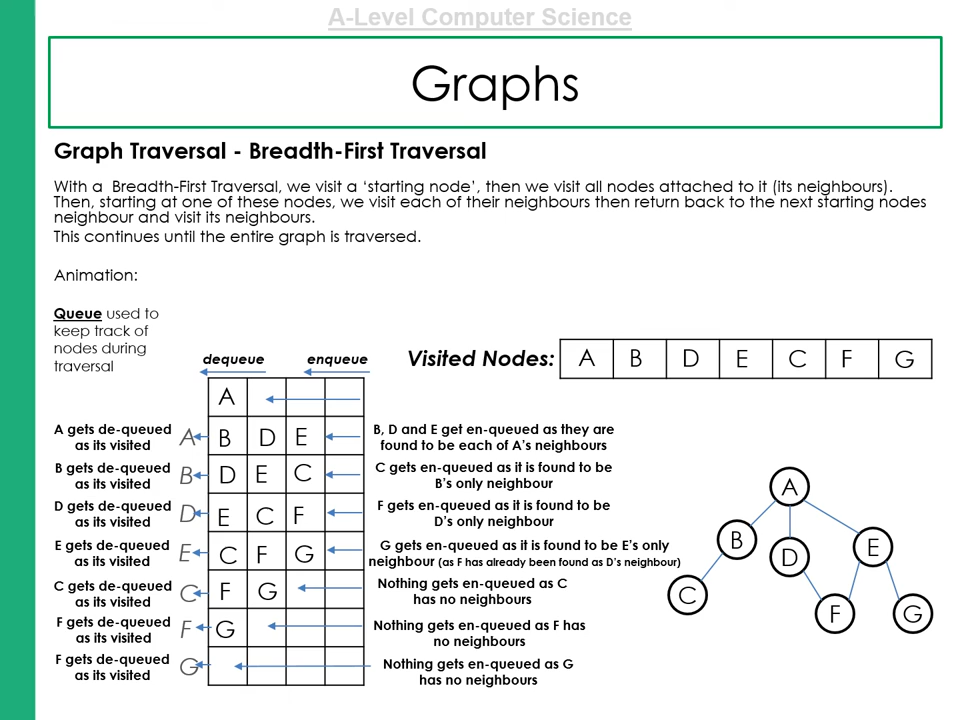 A-Level Computer Science
Graphs
Graph Traversal - Breadth-First Traversal
With a Breadth-First Traversal, we visit a ‘starting node’, then we visit all nodes attached to it (its neighbours).
Then, starting at one of these nodes, we visit each of their neighbours then return back to the next starting nodes
neighbour and visit its neighbours.
This continues until the entire graph is traversed.
Animation:
Queue used to
keep track of
nodes during
traversal
dequeue enqueue
Visited Nodes: A B D E C F G
A
A gets de-queued
as its visited
A B D E
B, D and E get en-queued as they are
found to be each of A’s neighbours
B gets de-queued
as its visited
B D E C
C gets en-queued as it is found to be
B’s only neighbour
D gets de-queued
as its visited
D E C F
F gets en-queued as it is found to be
D’s only neighbour
E gets de-queued
as its visited
E C F G
G gets en-queued as it is found to be E’s only
neighbour (as F has already been found as D’s neighbour)
C gets de-queued
as its visited
C F G
Nothing gets en-queued as C
has no neighbours
F gets de-queued
as its visited
F G
Nothing gets en-queued as F has
no neighbours
F gets de-queued
as its visited
G
Nothing gets en-queued as G
has no neighbours
A
B D E
C F G